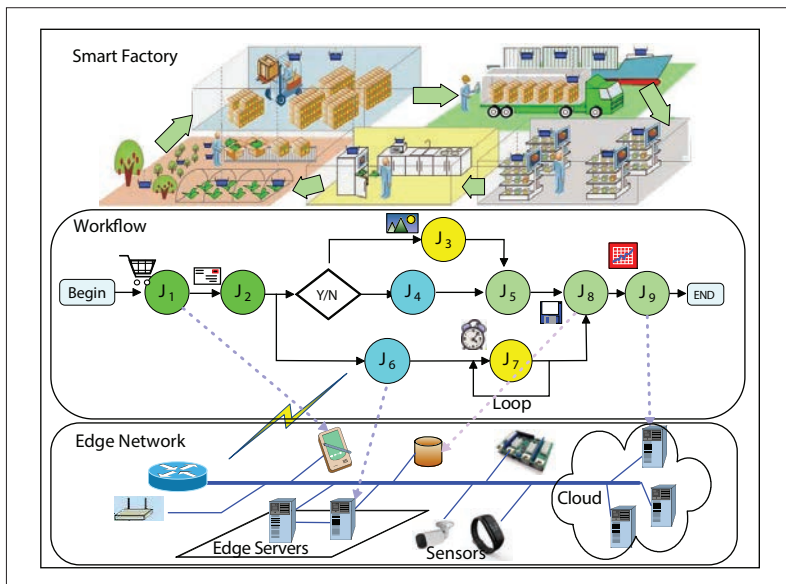 Smart Factory
Workflow
Begin
J1
J2
Y/N
J3
J4
J5
J8
J9
END
J6
J7
Loop
Edge Network
Cloud
Edge Servers
Sensors